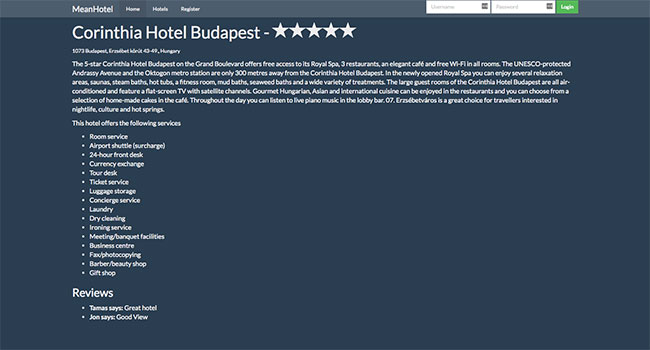 MeanHotel Home Hotels Register Username Password Login
Corinthia Hotel Budapest - ★★★★★
1073 Budapest, Erzsébet körút 43-49., Hungary
The 5-star Corinthia Hotel Budapest on the Grand Boulevard offers free access to its Royal Spa, 3 restaurants, an elegant café and free Wi-Fi in all rooms. The UNESCO-protected
Andrassy Avenue and the Oktogon metro station are only 300 metres away from the Corinthia Hotel Budapest. In the newly opened Royal Spa you can enjoy several relaxation
areas, saunas, steam baths, hot tubs, a fitness room, mud baths, seaweed baths and a wide variety of treatments. The large guest rooms of the Corinthia Hotel Budapest are all air-
conditioned and feature a flat-screen TV with satellite channels. Gourmet Hungarian, Asian and international cuisine can be enjoyed in the restaurants and you can choose from a
selection of home-made cakes in the café. Throughout the day you can listen to live piano music in the lobby bar. 07. Erzsébetváros is a great choice for travellers interested in
nightlife, culture and hot springs.
This hotel offers the following services
• Room service
• Airport shuttle (surcharge)
• 24-hour front desk
• Currency exchange
• Tour desk
• Ticket service
• Luggage storage
• Concierge service
• Laundry
• Dry cleaning
• Ironing service
• Meeting/banquet facilities
• Business centre
• Fax/photocopying
• Barber/beauty shop
• Gift shop
Reviews
• Tamas says: Great hotel
• Jon says: Good View